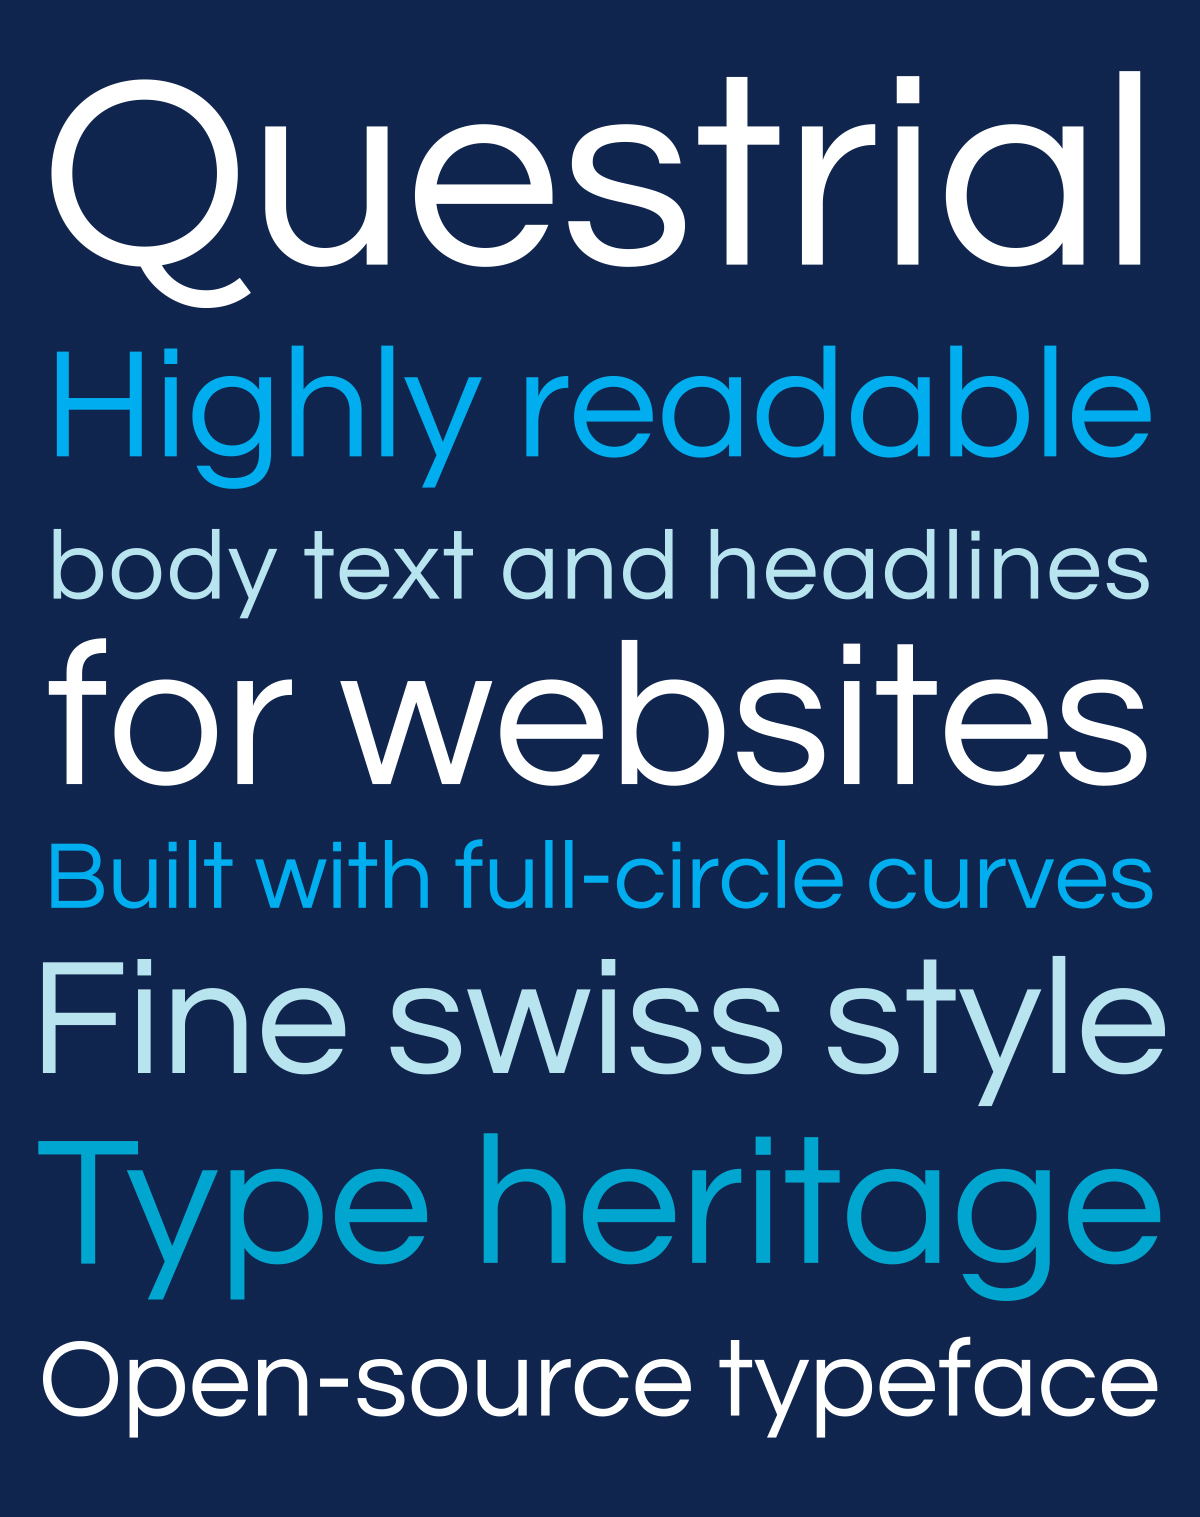 Questrial
Highly readable
body text and headlines
for websites
Built with full-circle curves
Fine swiss style
Type heritage
Open-source typeface